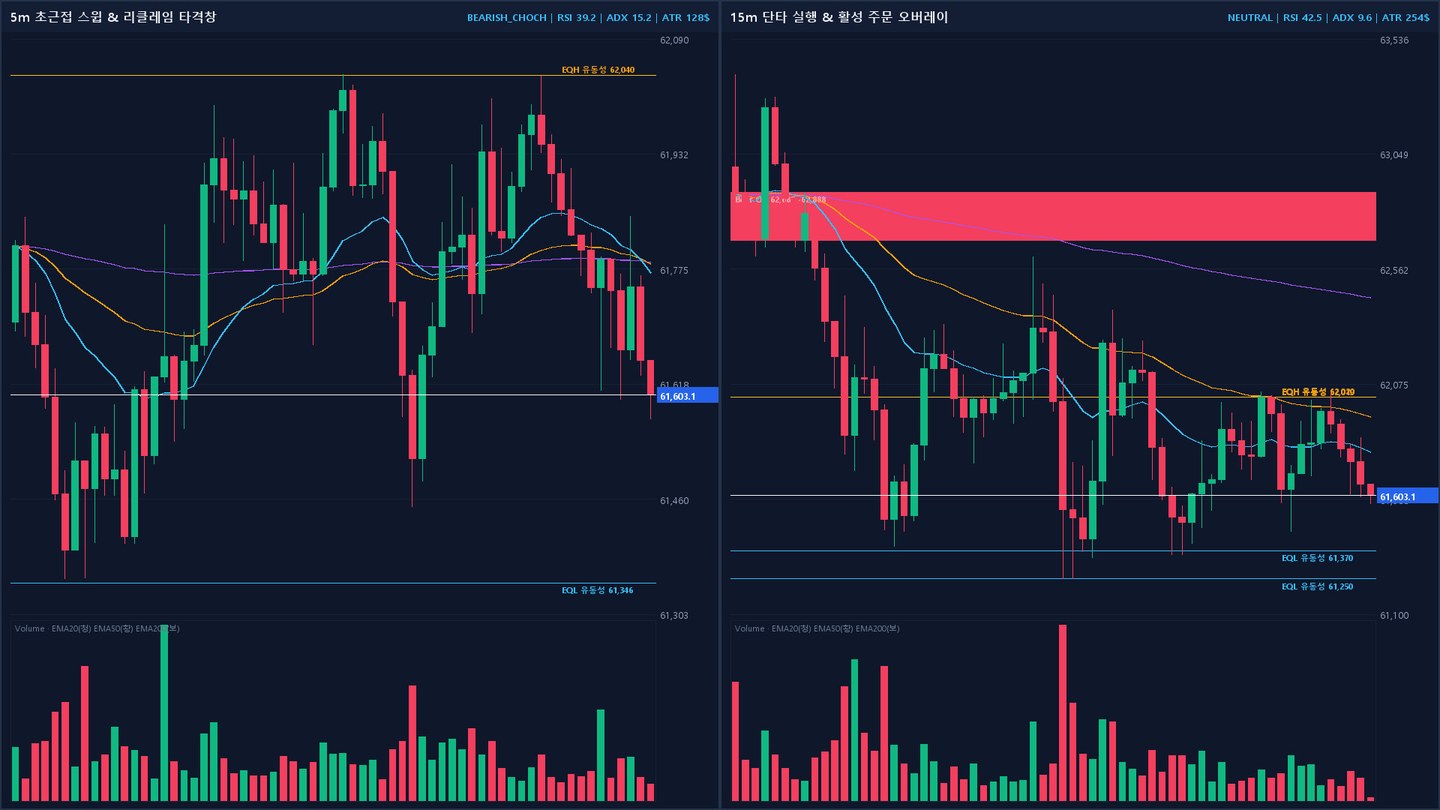 5m 초근접 스윕 & 리클레임 타격창
BEARISH_CHOCH | RSI 39.2 | ADX 15.2 | ATR 128$
62,090
EQH 유동성 62,040
61,932
61,775
61,618
61,603.1
61,460
EQL 유동성 61,346
61,303
Volume · EMA20(청) EMA50(황) EMA200(보)
15m 단타 실행 & 활성 주문 오버레이
NEUTRAL | RSI 42.5 | ADX 9.6 | ATR 254$
63,536
63,049
62,562
62,075
EQH 유동성
61,603.1
EQL 유동성 61,370
EQL 유동성 61,250
61,100
Volume · EMA20(청) EMA50(황) EMA200(보)